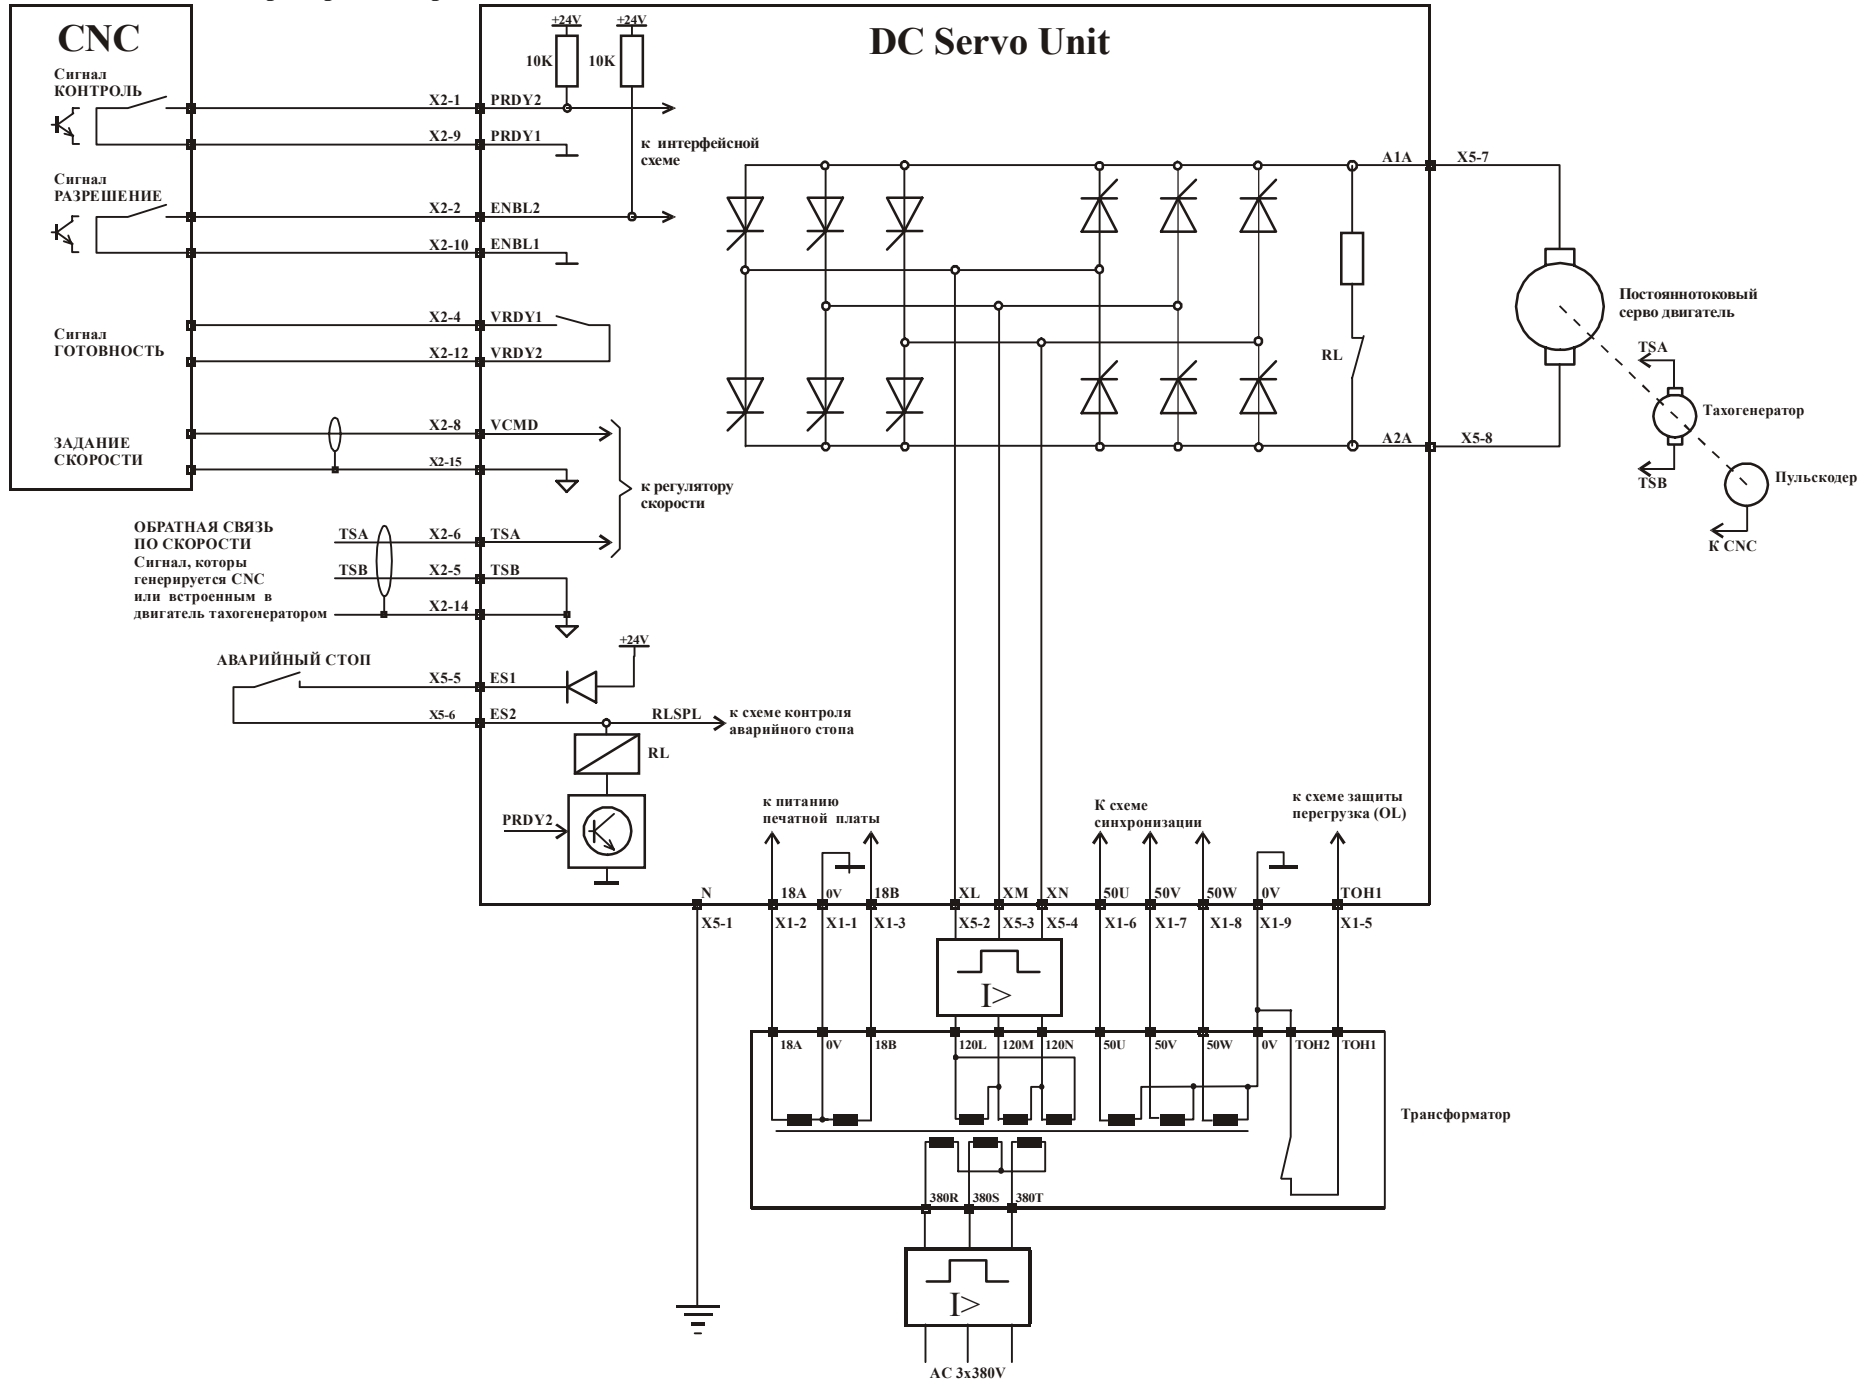 CNC
DC Servo Unit
Сигнал
КОНТРОЛЬ
Сигнал
РАЗРЕШЕНИЕ
Сигнал
ГОТОВНОСТЬ
ЗАДАНИЕ
СКОРОСТИ
+24V
+24V
10K
10K
X2-1
PRDY2
X2-9
PRDY1
к интерфейсной
схеме
X2-2
ENBL2
X2-10
ENBL1
X2-4
VRDY1
X2-12
VRDY2
X2-8
VCMD
X2-15
к регулятору
скорости
ОБРАТНАЯ СВЯЗЬ
ПО СКОРОСТИ
Сигнал, которы
генерируется CNC
или встроенным в
двигатель тахогенератором
TSA
X2-6
TSA
TSB
X2-5
TSB
X2-14
АВАРИЙНЫЙ СТОП
+24V
X5-5
ES1
X5-6
ES2
RLSPL
к схеме контроля
аварийного стопа
RL
PRDY2
A1A
X5-7
RL
A2A
X5-8
Постояннотоковый
серво двигатель
TSA
Тахогенератор
TSB
Пульскодер
К CNC
к питанию
печатной платы
К схеме
синхронизации
к схеме защиты
перегрузка (OL)
N
18A
0V
18B
XL
XM
XN
50U
50V
50W
0V
TOH1
X5-1
X1-2
X1-1
X1-3
X5-2
X5-3
X5-4
X1-6
X1-7
X1-8
X1-9
X1-5
I>
18A
0V
18B
120L
120M
120N
50U
50V
50W
0V
TOH2
TOH1
Трансформатор
380R
380S
380T
I>
AC 3x380V